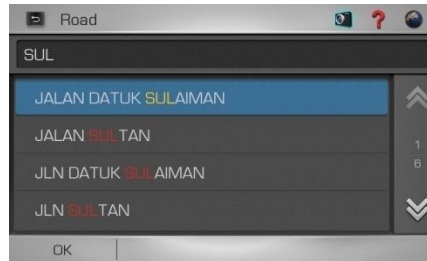 Road
SUL
JALAN DATUK SULAIMAN
JALAN SULTAN
JLN DATUK SULAIMAN
JLN SULTAN
1
6
OK